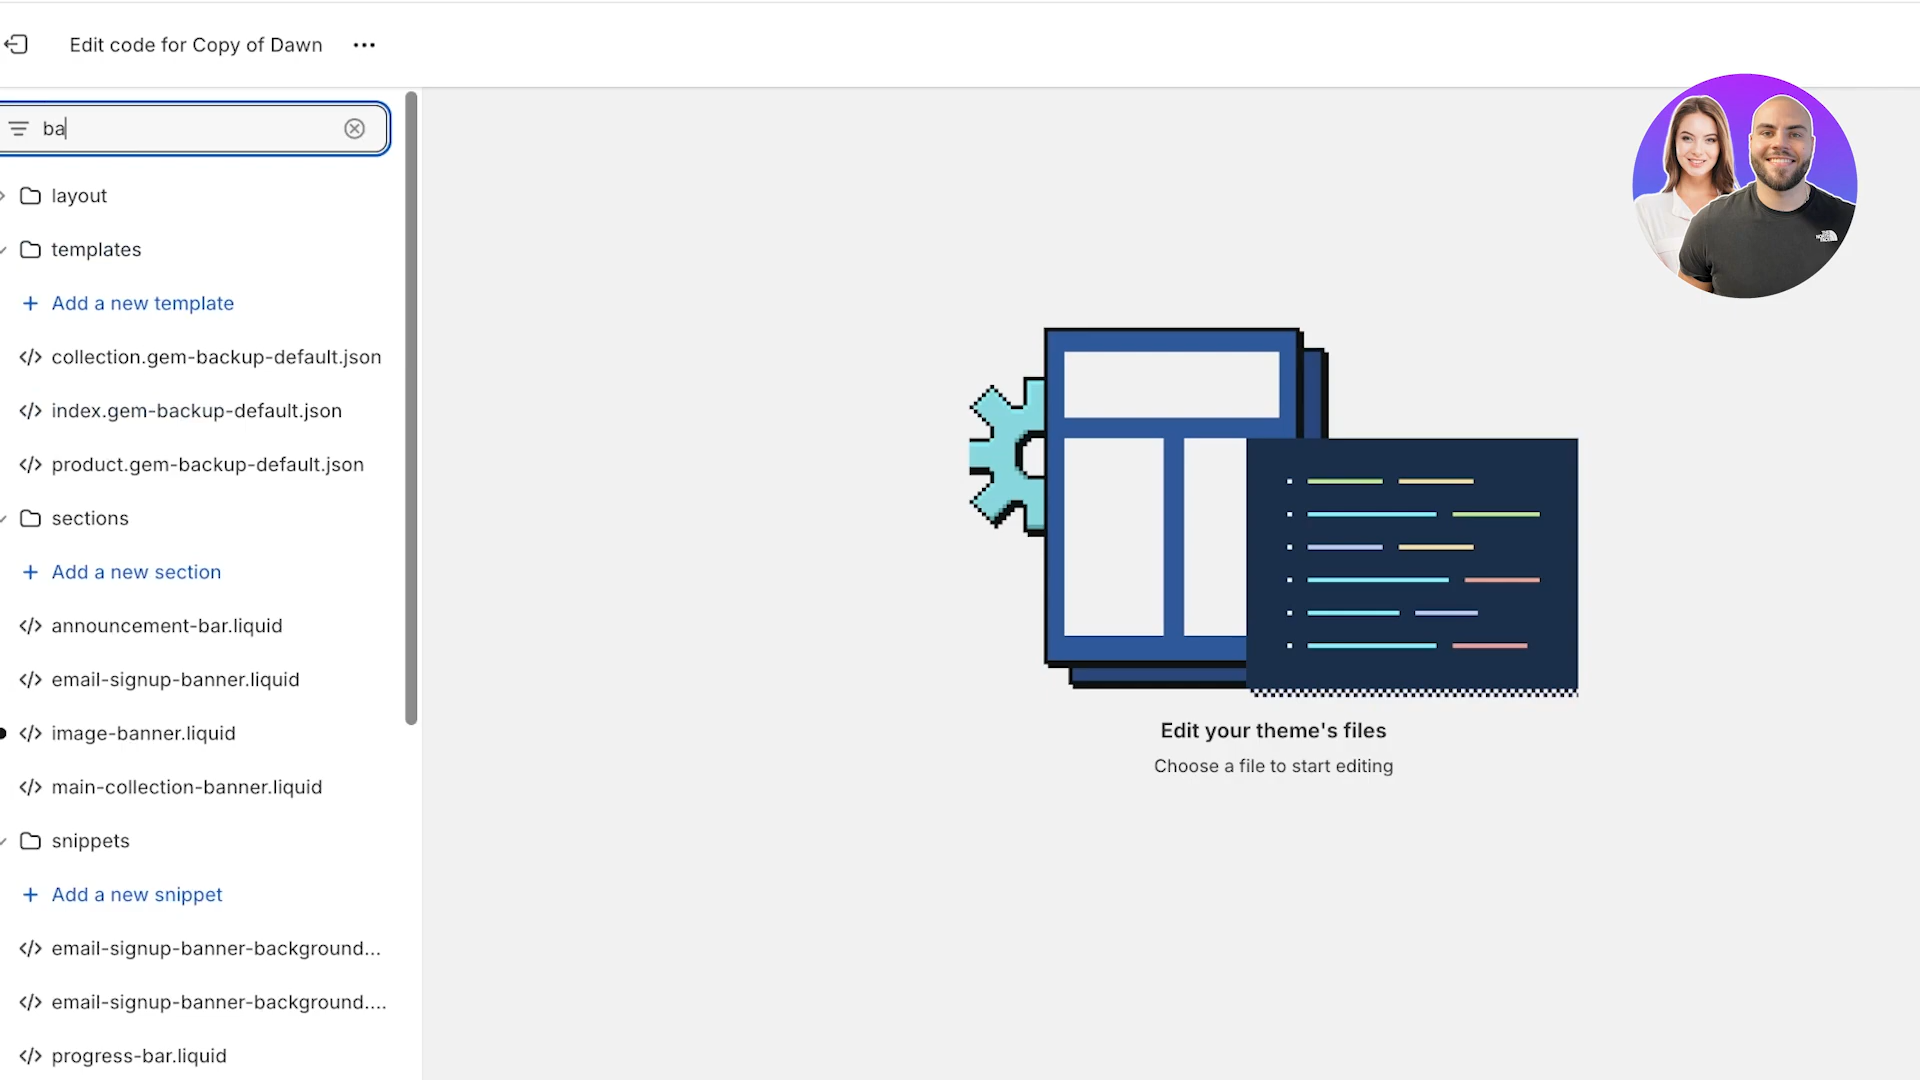 Edit code for Copy of Dawn
ba
layout
templates
Add a new template
collection.gem-backup-default.json
index.gem-backup-default.json
product.gem-backup-default.json
sections
Add a new section
announcement-bar.liquid
email-signup-banner.liquid
image-banner.liquid
main-collection-banner.liquid
snippets
Add a new snippet
email-signup-banner-background...
email-signup-banner-background....
progress-bar.liquid
Edit your theme's files
Choose a file to start editing
THE
NORTH
FACE